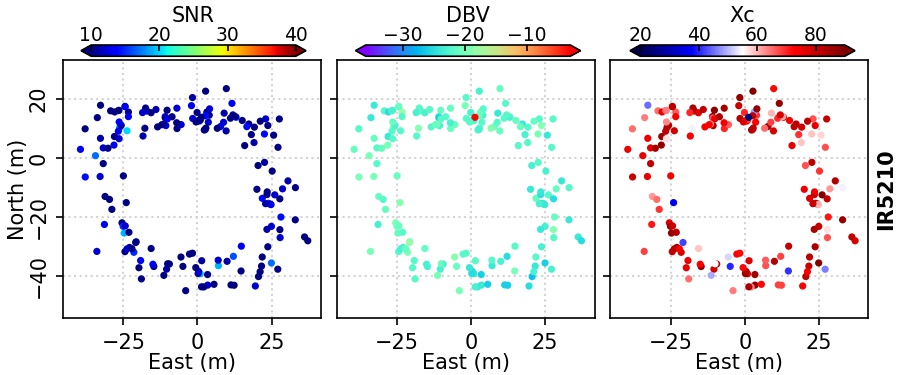 SNR DBV Xc
10 20 30 40 −30 −20 −10 20 40 60 80
20
0
−20
−40
North (m)
−25 0 25 −25 0 25 −25 0 25
East (m) East (m) East (m)
IR5210